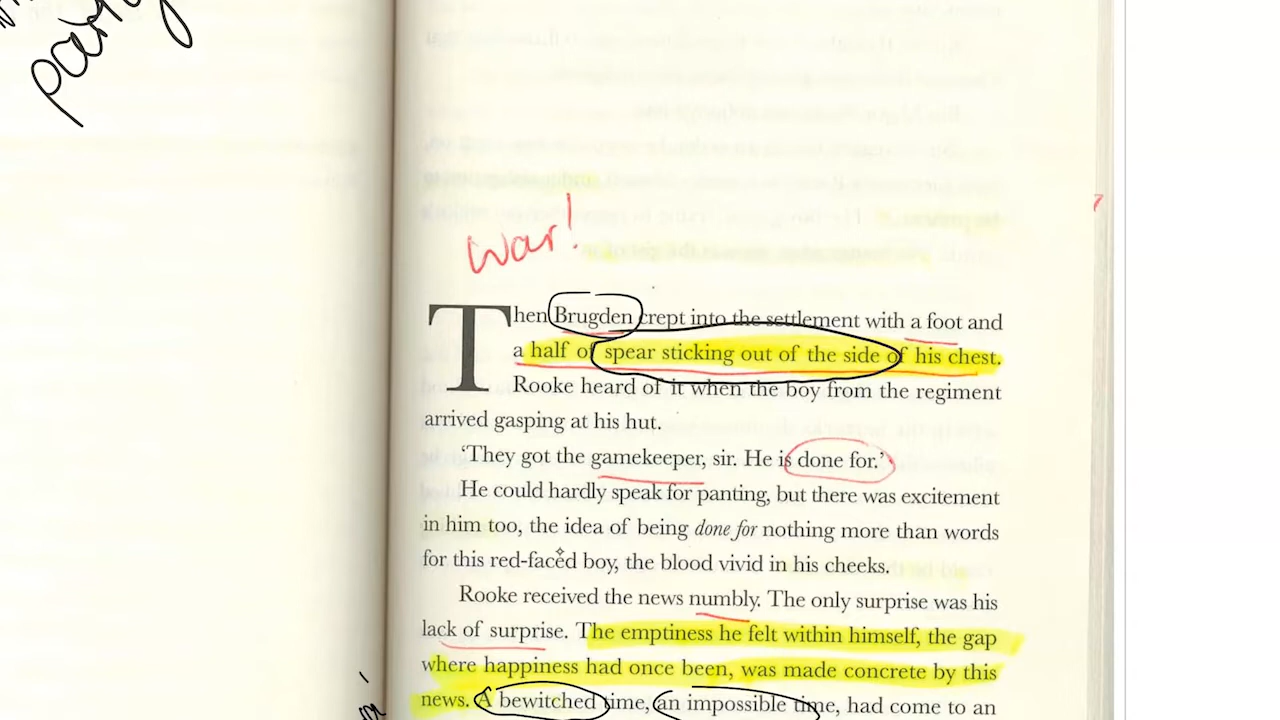 party
war!
Then Brugden crept into the settlement with a foot and
a half of spear sticking out of the side of his chest.
Rooke heard of it when the boy from the regiment
arrived gasping at his hut.
‘They got the gamekeeper, sir. He is done for.’
He could hardly speak for panting, but there was excitement
in him too, the idea of being done for nothing more than words
for this red-faced boy, the blood vivid in his cheeks.
Rooke received the news numbly. The only surprise was his
lack of surprise. The emptiness he felt within himself, the gap
where happiness had once been, was made concrete by this
news. A bewitched time, an impossible time, had come to an